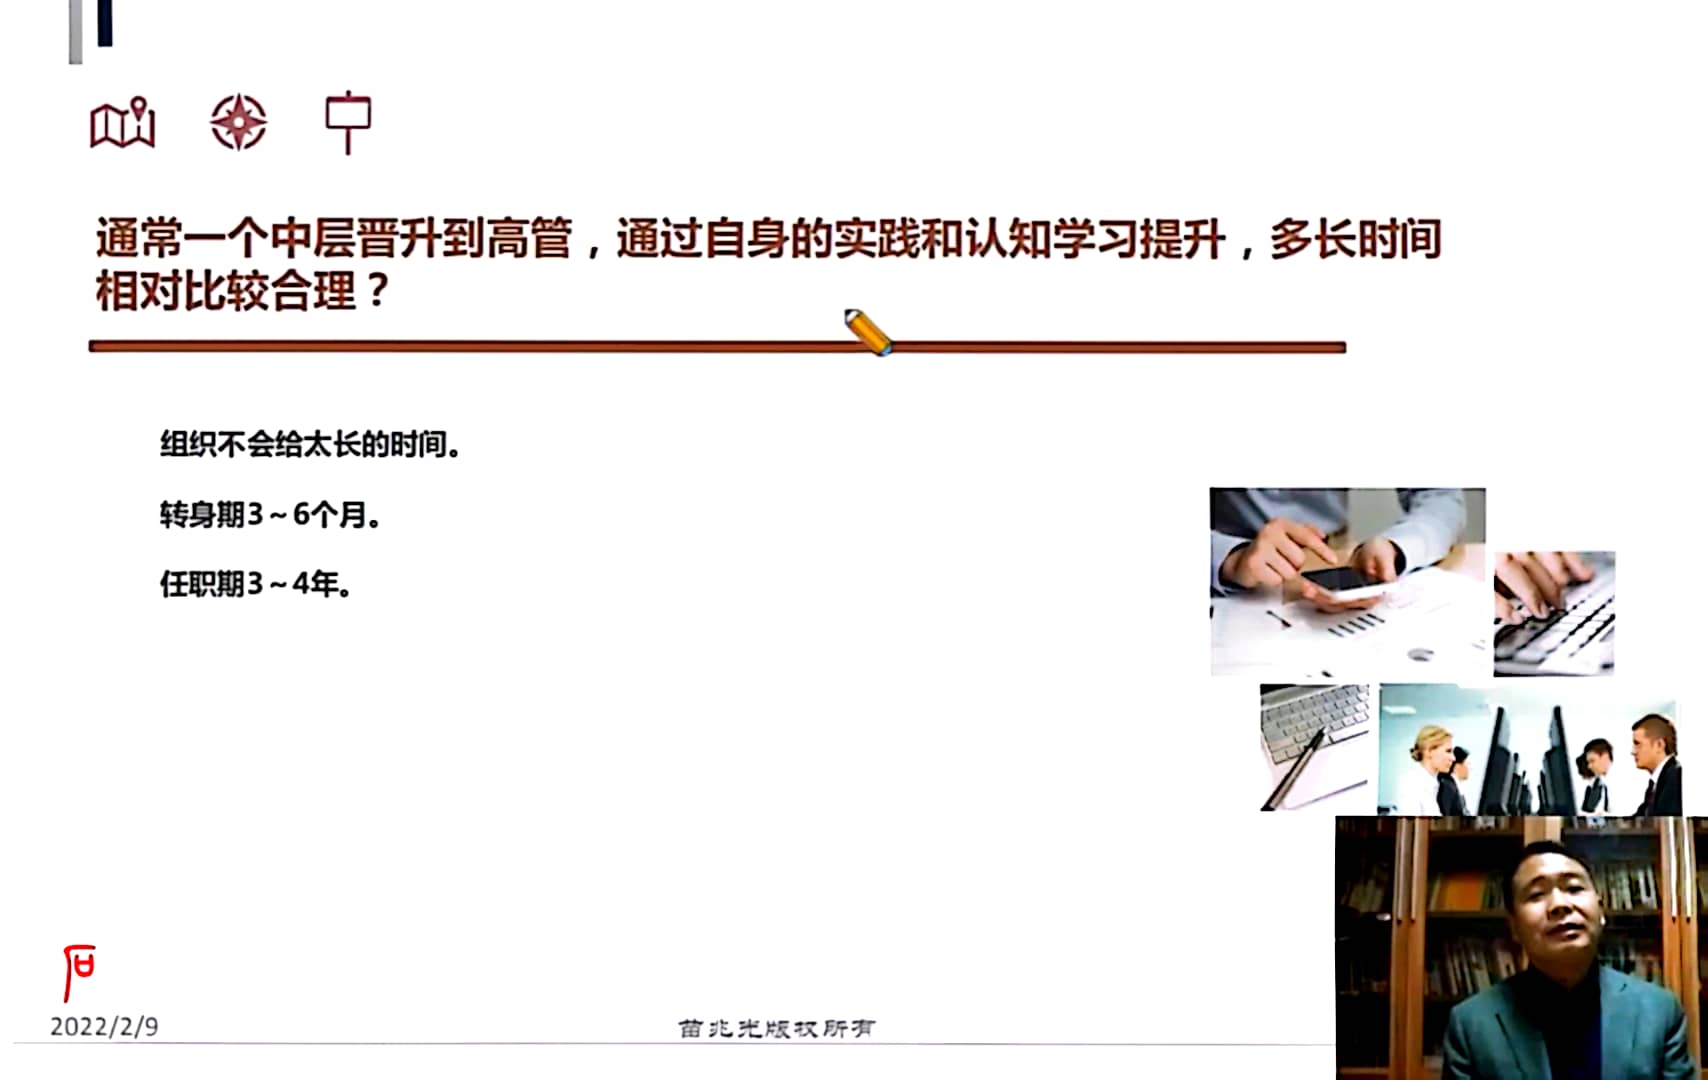 通常一个中层晋升到高管，通过自身的实践和认知学习提升，多长时间
相对比较合理？
组织不会给太长的时间。
转身期3～6个月。
任职期3～4年。
2022/2/9
苗兆光版权所有